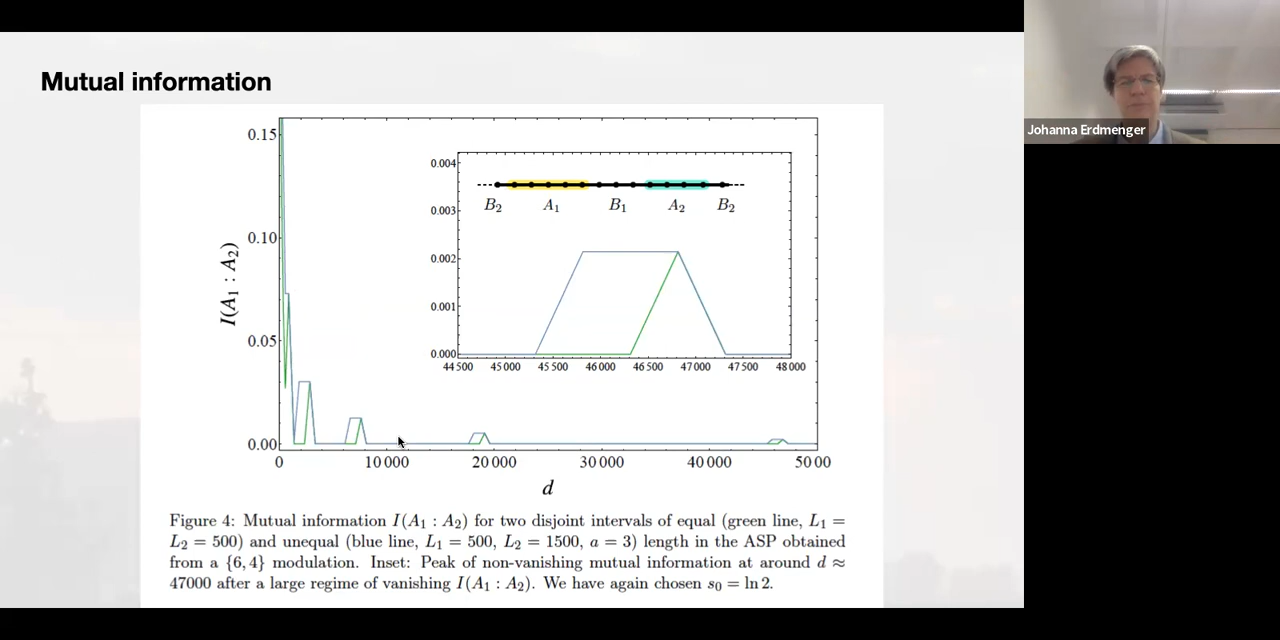 Mutual information
Johanna Erdmenger
0.15
0.10
0.05
0.00
I(A₁ : A₂)
0.004
0.003
0.002
0.001
0.000
B₂ A₁ B₁ A₂ B₂
44 500 45 000 45 500 46 000 46 500 47 000 47 500 48 000
0 10 000 20 000 30 000 40 000 50 00
d
Figure 4: Mutual information I(A₁ : A₂) for two disjoint intervals of equal (green line, L₁ =
L₂ = 500) and unequal (blue line, L₁ = 500, L₂ = 1500, a = 3) length in the ASP obtained
from a {6, 4} modulation. Inset: Peak of non-vanishing mutual information at around d ≈
47000 after a large regime of vanishing I(A₁ : A₂). We have again chosen s₀ = ln 2.